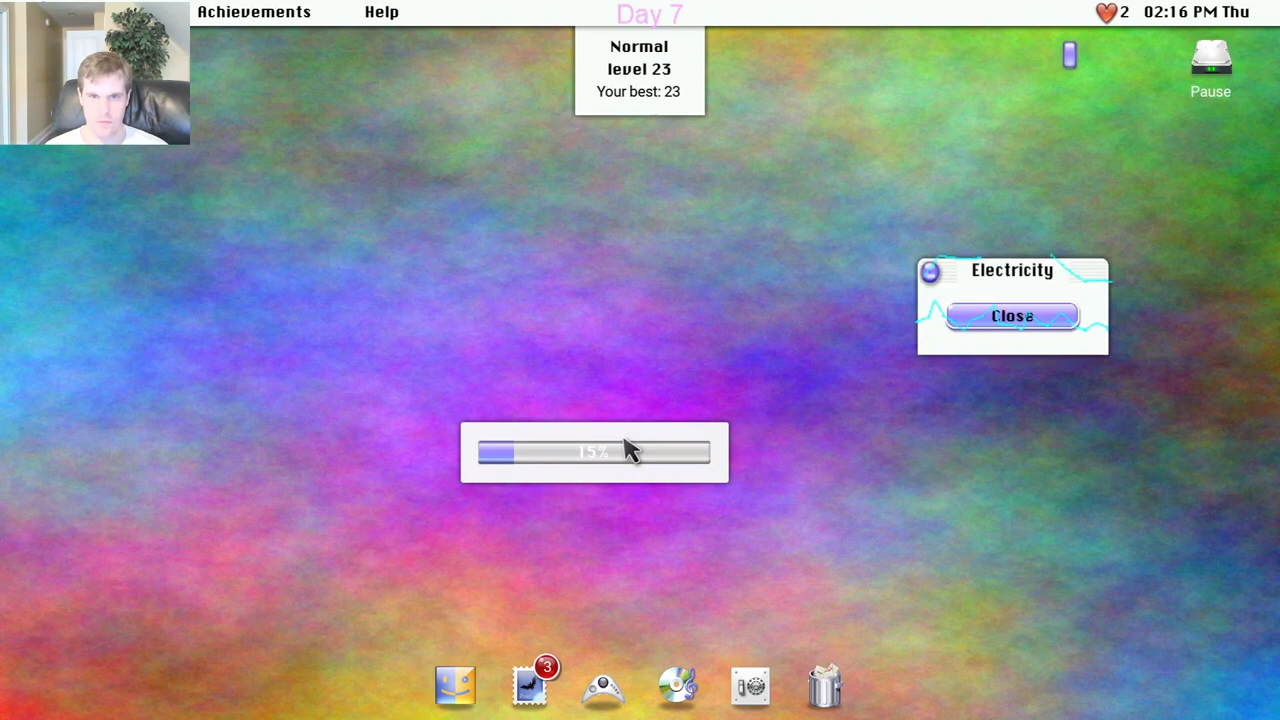 Achievements Help Day 7 2 02:16 PM Thu
Normal
level 23
Your best: 23
Pause
Electricity
Close
15%
3